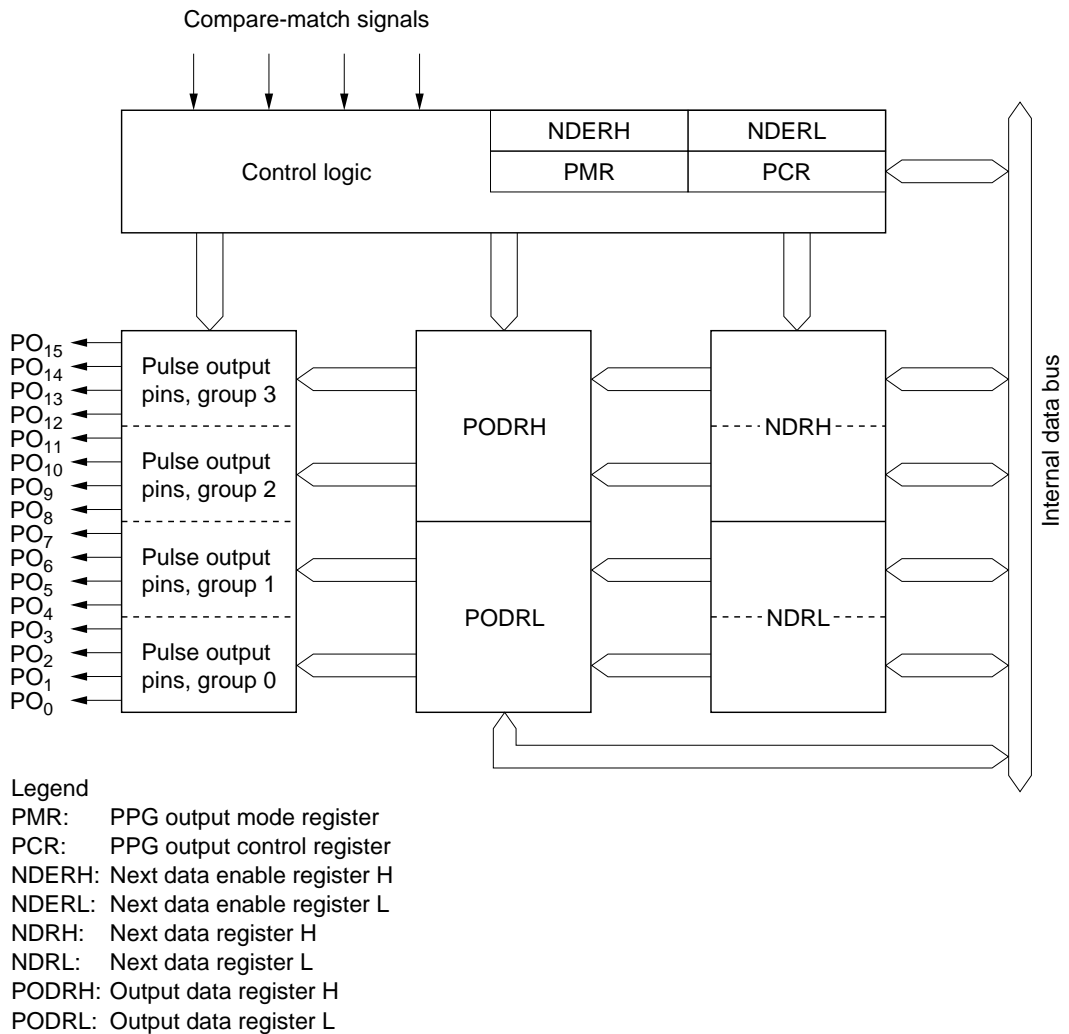 Compare-match signals
NDERH NDERL
Control logic PMR PCR
PO15
PO14
PO13
PO12
PO11
PO10
PO9
PO8
PO7
PO6
PO5
PO4
PO3
PO2
PO1
PO0
Pulse output
pins, group 3
Pulse output
pins, group 2
Pulse output
pins, group 1
Pulse output
pins, group 0
PODRH
PODRL
NDRH
NDRL
Internal data bus
Legend
PMR: PPG output mode register
PCR: PPG output control register
NDERH: Next data enable register H
NDERL: Next data enable register L
NDRH: Next data register H
NDRL: Next data register L
PODRH: Output data register H
PODRL: Output data register L